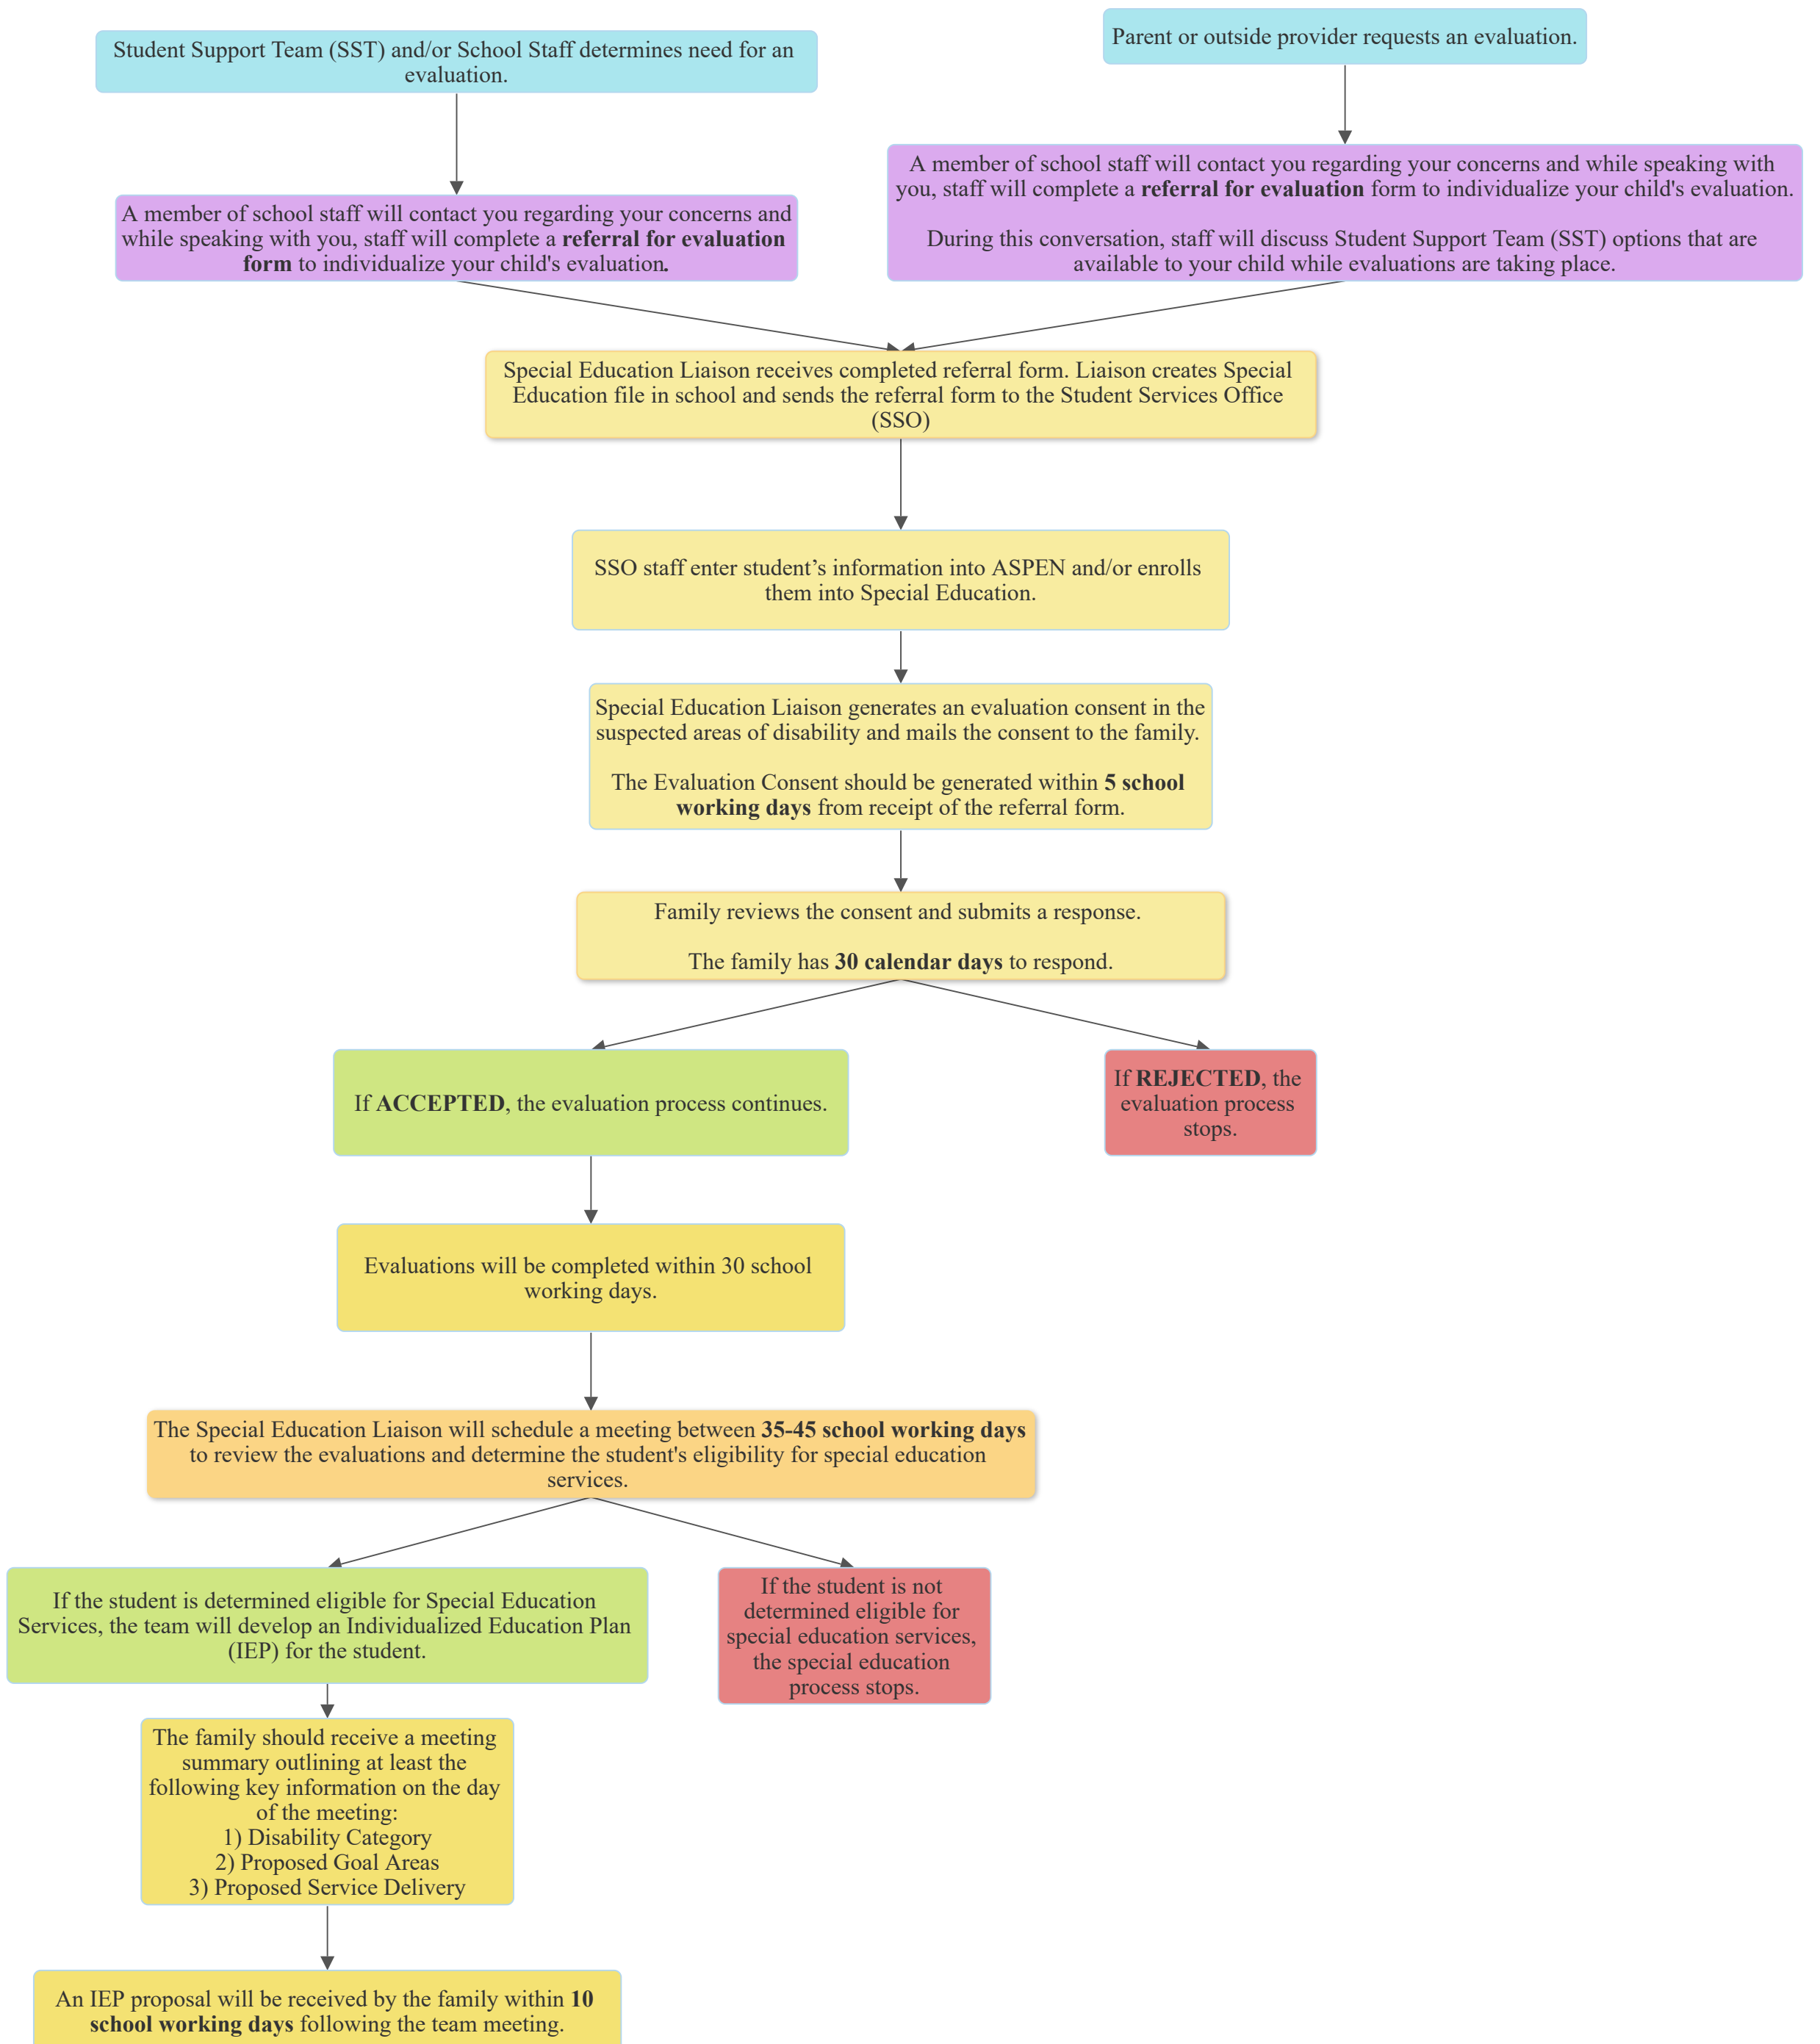 Student Support Team (SST) and/or School Staff determines need for an
evaluation.
Parent or outside provider requests an evaluation.
A member of school staff will contact you regarding your concerns and
while speaking with you, staff will complete a referral for evaluation
form to individualize your child's evaluation.
A member of school staff will contact you regarding your concerns and while speaking with
you, staff will complete a referral for evaluation form to individualize your child's evaluation.
During this conversation, staff will discuss Student Support Team (SST) options that are
available to your child while evaluations are taking place.
Special Education Liaison receives completed referral form. Liaison creates Special
Education file in school and sends the referral form to the Student Services Office
(SSO)
SSO staff enter student’s information into ASPEN and/or enrolls
them into Special Education.
Special Education Liaison generates an evaluation consent in the
suspected areas of disability and mails the consent to the family.
The Evaluation Consent should be generated within 5 school
working days from receipt of the referral form.
Family reviews the consent and submits a response.
The family has 30 calendar days to respond.
If ACCEPTED, the evaluation process continues.
If REJECTED, the
evaluation process
stops.
Evaluations will be completed within 30 school
working days.
The Special Education Liaison will schedule a meeting between 35-45 school working days
to review the evaluations and determine the student's eligibility for special education
services.
If the student is determined eligible for Special Education
Services, the team will develop an Individualized Education Plan
(IEP) for the student.
If the student is not
determined eligible for
special education services,
the special education
process stops.
The family should receive a meeting
summary outlining at least the
following key information on the day
of the meeting:
1) Disability Category
2) Proposed Goal Areas
3) Proposed Service Delivery
An IEP proposal will be received by the family within 10
school working days following the team meeting.